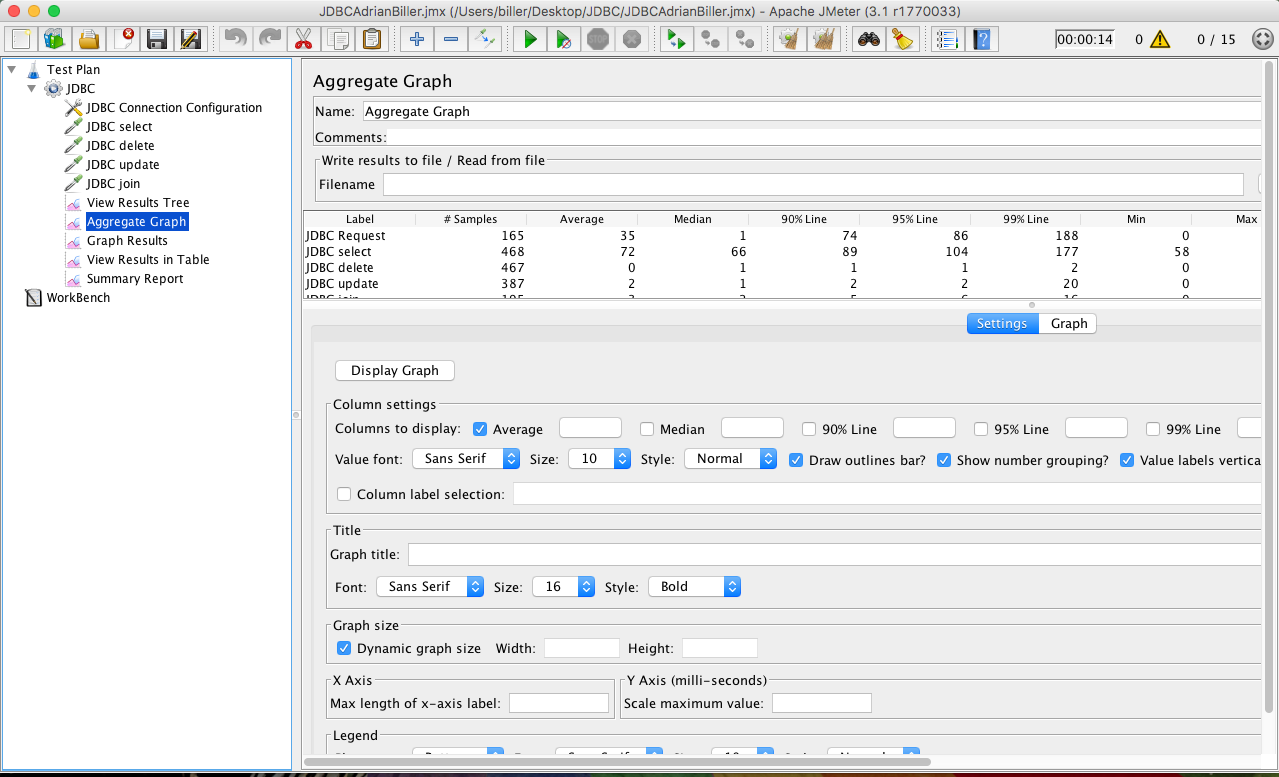 JDBCAdrianBiller.jmx (/Users/biller/Desktop/JDBC/JDBCAdrianBiller.jmx) - Apache JMeter (3.1 r1770033)
STOP 00:00:14 0 0 / 15
Test Plan
JDBC
JDBC Connection Configuration
JDBC select
JDBC delete
JDBC update
JDBC join
View Results Tree
Aggregate Graph
Graph Results
View Results in Table
Summary Report
WorkBench
Aggregate Graph
Name: Aggregate Graph
Comments:
Write results to file / Read from file
Filename
Label # Samples Average Median 90% Line 95% Line 99% Line Min Max
JDBC Request 165 35 1 74 86 188 0
JDBC select 468 72 66 89 104 177 58
JDBC delete 467 0 1 1 1 2 0
JDBC update 387 2 1 2 2 20 0
Settings Graph
Display Graph
Column settings
Columns to display: Average Median 90% Line 95% Line 99% Line
Value font: Sans Serif Size: 10 Style: Normal Draw outlines bar? Show number grouping? Value labels vertica
Column label selection:
Title
Graph title:
Font: Sans Serif Size: 16 Style: Bold
Graph size
Dynamic graph size Width: Height:
X Axis
Max length of x-axis label:
Y Axis (milli-seconds)
Scale maximum value:
Legend